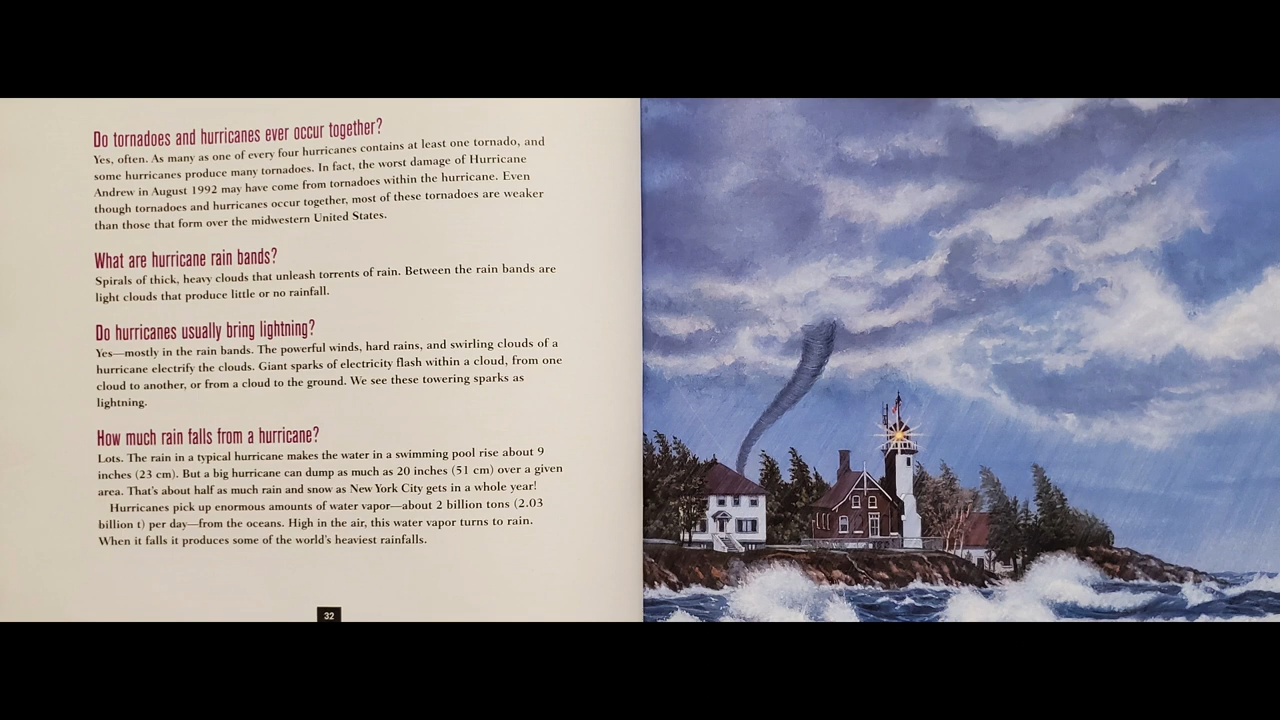 Do tornadoes and hurricanes ever occur together?
Yes, often. As many as one of every four hurricanes contains at least one tornado, and
some hurricanes produce many tornadoes. In fact, the worst damage of Hurricane
Andrew in August 1992 may have come from tornadoes within the hurricane. Even
though tornadoes and hurricanes occur together, most of these tornadoes are weaker
than those that form over the midwestern United States.
What are hurricane rain bands?
Spirals of thick, heavy clouds that unleash torrents of rain. Between the rain bands are
light clouds that produce little or no rainfall.
Do hurricanes usually bring lightning?
Yes—mostly in the rain bands. The powerful winds, hard rains, and swirling clouds of a
hurricane electrify the clouds. Giant sparks of electricity flash within a cloud, from one
cloud to another, or from a cloud to the ground. We see these towering sparks as
lightning.
How much rain falls from a hurricane?
Lots. The rain in a typical hurricane makes the water in a swimming pool rise about 9
inches (23 cm). But a big hurricane can dump as much as 20 inches (51 cm) over a given
area. That's about half as much rain and snow as New York City gets in a whole year!
Hurricanes pick up enormous amounts of water vapor—about 2 billion tons (2.03
billion t) per day—from the oceans. High in the air, this water vapor turns to rain.
When it falls it produces some of the world's heaviest rainfalls.
32